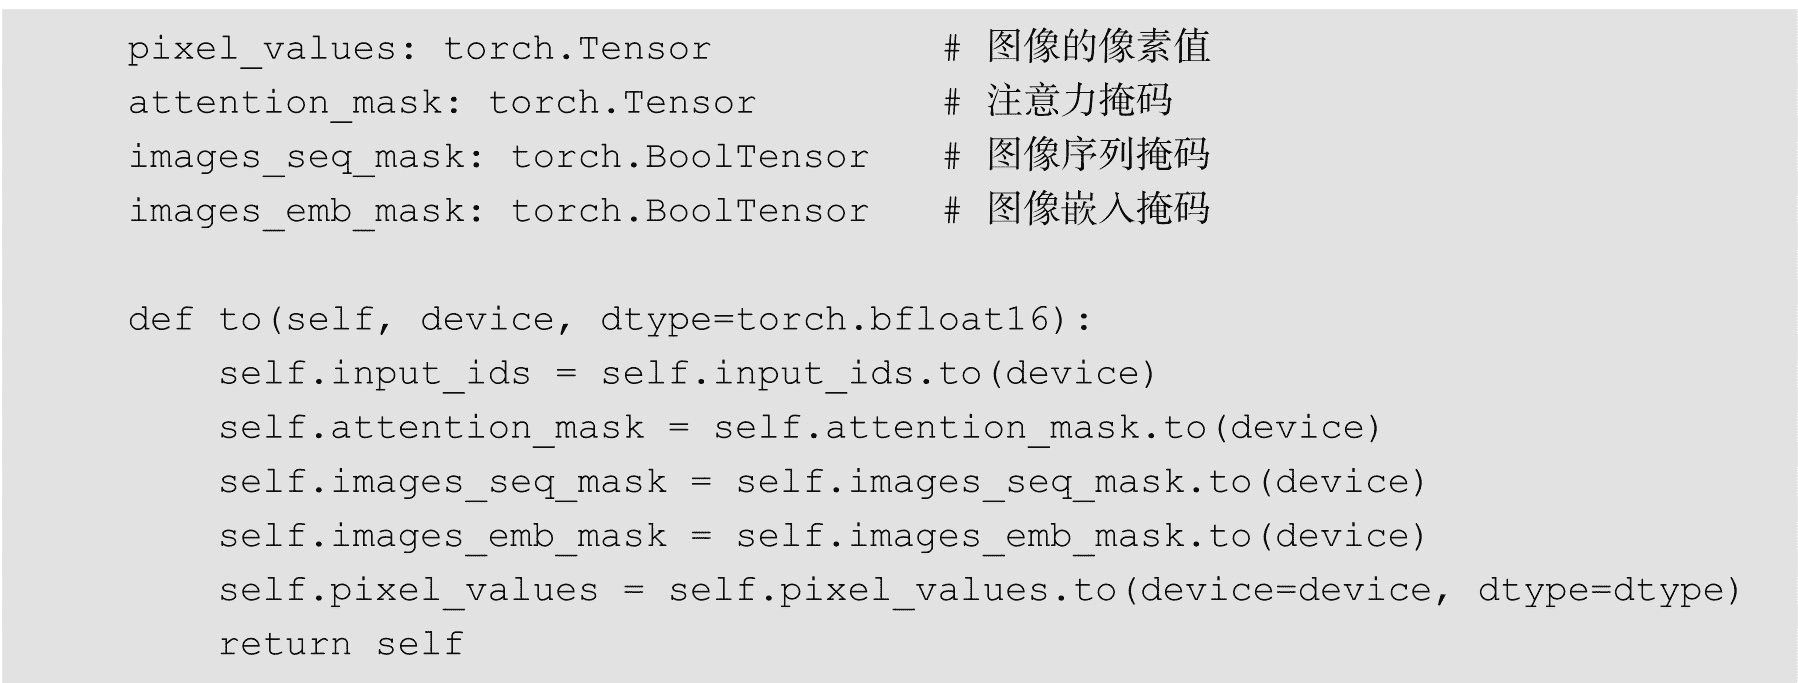 pixel_values: torch.Tensor # 图像的像素值
attention_mask: torch.Tensor # 注意力掩码
images_seq_mask: torch.BoolTensor # 图像序列掩码
images_emb_mask: torch.BoolTensor # 图像嵌入掩码
def to(self, device, dtype=torch.bfloat16):
self.input_ids = self.input_ids.to(device)
self.attention_mask = self.attention_mask.to(device)
self.images_seq_mask = self.images_seq_mask.to(device)
self.images_emb_mask = self.images_emb_mask.to(device)
self.pixel_values = self.pixel_values.to(device=device, dtype=dtype)
return self